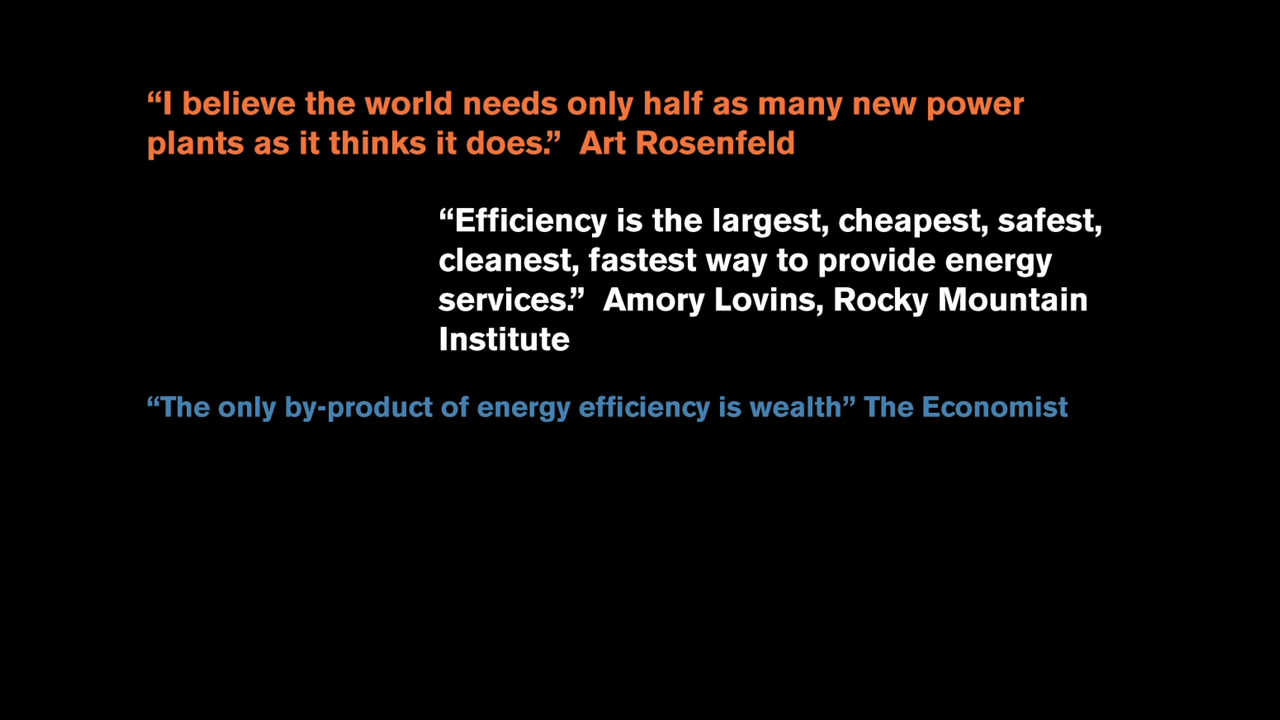 “I believe the world needs only half as many new power
plants as it thinks it does.”  Art Rosenfeld
“Efficiency is the largest, cheapest, safest,
cleanest, fastest way to provide energy
services.”  Amory Lovins, Rocky Mountain
Institute
“The only by-product of energy efficiency is wealth” The Economist